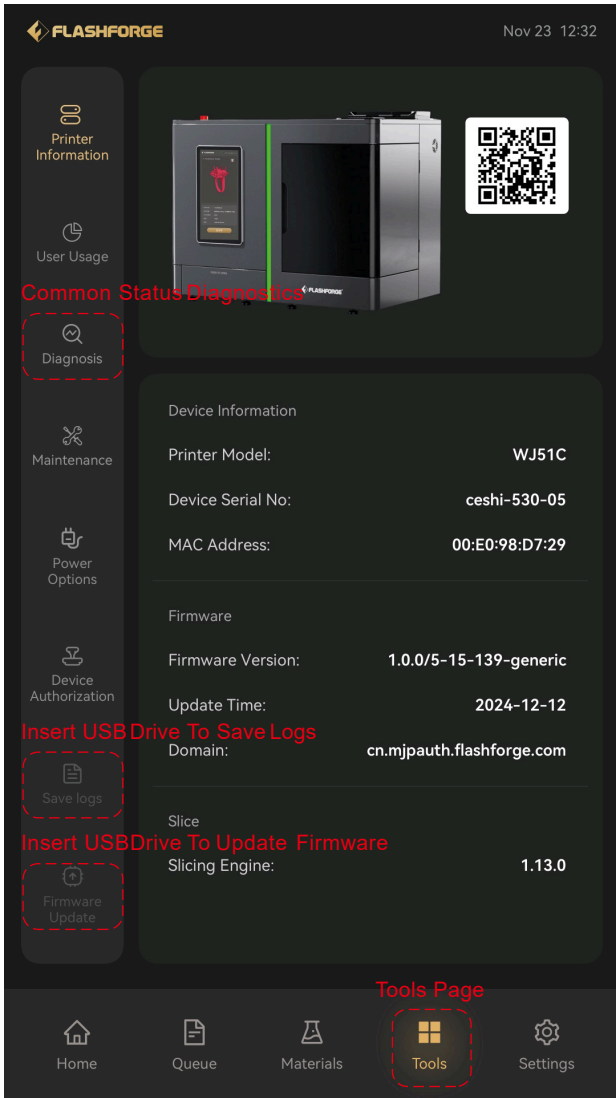 FLASHFORGE
Nov 23 12:32
Printer
Information
User Usage
Common Status Diagnostics
Diagnosis
Maintenance
Power
Options
Device
Authorization
Insert USB Drive To Save Logs
Save logs
Insert USB Drive To Update Firmware
Firmware
Update
FLASHFORGE
Device Information
Printer Model: WJ51C
Device Serial No: ceshi-530-05
MAC Address: 00:E0:98:D7:29
Firmware
Firmware Version: 1.0.0/5-15-139-generic
Update Time: 2024-12-12
Domain: cn.mjpauth.flashforge.com
Slice
Slicing Engine: 1.13.0
Tools Page
Home
Queue
Materials
Tools
Settings